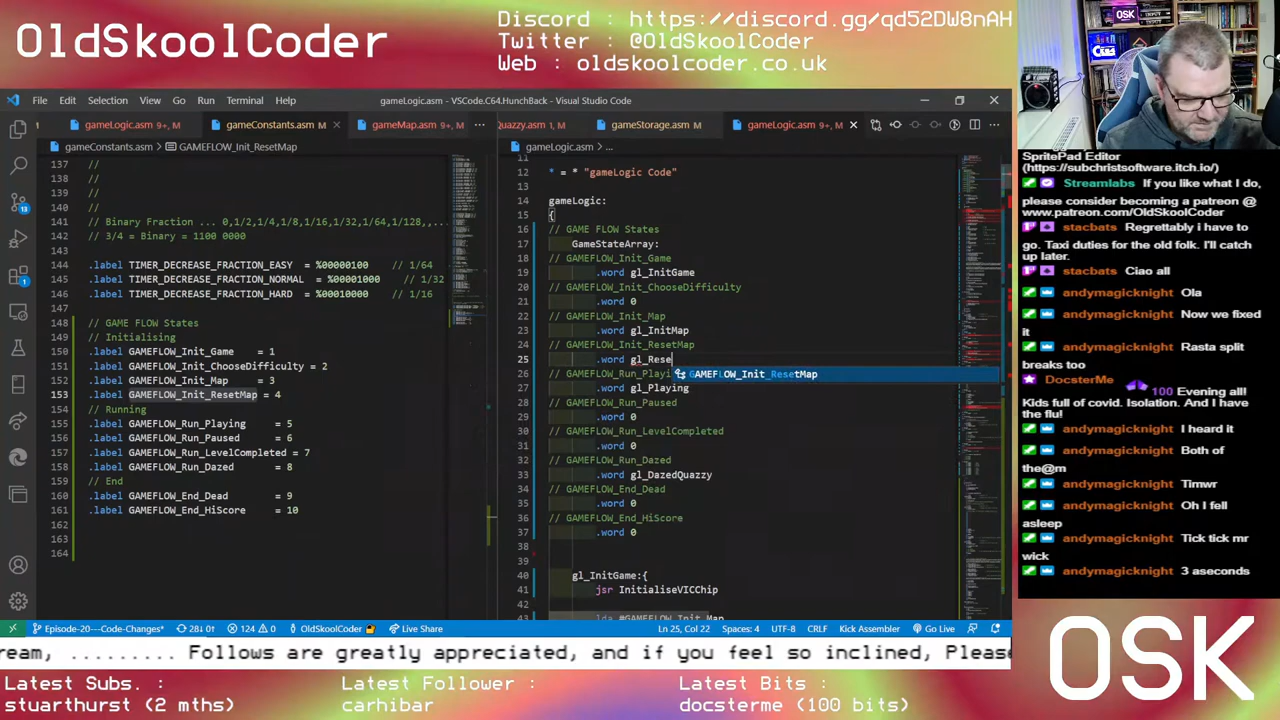 OldSkoolCoder
Discord : https://discord.gg/qd52DW8nAH
Twitter : @OldSkoolCoder
Web : oldskoolcoder.co.uk
File Edit Selection View Go Run Terminal Help
gameLogic.asm - VSCode.C64.HunchBack - Visual Studio Code
gameLogic.asm 9+, M
gameConstants.asm M
gameMap.asm 9+, M
Quazzy.asm 1, M
gameStorage.asm M
gameLogic.asm 9+, M
gameConstants.asm > GAMEFLOW_Init_ResetMap
137 //
138 //
139 //
140 //
141 // Binary Fraction ... 0,1/2,1/4,1/8,1/16,1/32,1/64,1/128,,,...
142 // 3/4 = Binary = 1100 0000
143
144 .label TIMER_DECREASE_FRACTION_EASY = %00000100 // 1/64
145 .label TIMER_DECREASE_FRACTION_NORMAL = %00001000 // 1/32
146 .label TIMER_DECREASE_FRACTION_HARD = %00010000 // 1/16
147
148 // GAME FLOW States
149 // Initialising
150 .label GAMEFLOW_Init_Game = 1
151 .label GAMEFLOW_Init_ChooseDifficulty = 2
152 .label GAMEFLOW_Init_Map = 3
153 .label GAMEFLOW_Init_ResetMap = 4
154 // Running
155 .label GAMEFLOW_Run_Playing = 5
156 .label GAMEFLOW_Run_Paused = 6
157 .label GAMEFLOW_Run_LevelCompleted = 7
158 .label GAMEFLOW_Run_Dazed = 8
159 // End
160 .label GAMEFLOW_End_Dead = 9
161 .label GAMEFLOW_End_HiScore = 10
162
163
164
gameLogic.asm > ...
11
12 * = * "gameLogic Code"
13
14 gameLogic:
15 {
16 // GAME FLOW States
17 GameStateArray:
18 // GAMEFLOW_Init_Game
19 .word gl_InitGame
20 // GAMEFLOW_Init_ChooseDifficulty
21 .word 0
22 // GAMEFLOW_Init_Map
23 .word gl_InitMap
24 // GAMEFLOW_Init_ResetMap
25 .word gl_Rese
GAMEFLOW_Init_ResetMap
26 // GAMEFLOW_Run_Playi
27 .word gl_Playing
28 // GAMEFLOW_Run_Paused
29 .word 0
30 // GAMEFLOW_Run_LevelCompleted
31 .word 0
32 // GAMEFLOW_Run_Dazed
33 .word gl_DazedQuazzy
34 // GAMEFLOW_End_Dead
35 .word 0
36 // GAMEFLOW_End_HiScore
37 .word 0
38
39
40 gl_InitGame:{
41 jsr InitialiseVICChip
42
43 lda #GAMEFLOW_Init_Map
Episode-20---Code-Changes* 28↓ 0↑ 124 1 OldSkoolCoder Live Share
Ln 25, Col 22 Spaces: 4 UTF-8 CRLF Kick Assembler Go Live
SpritePad Editor
(https://subchristsoftware.itch.io/)
Streamlabs If you like what I do,
please consider becoming a patreon @
www.patreon.com/OldSkoolCoder
stacbats Regrettably i have to
go. Taxi duties for the old folk. I'll catch
up later.
stacbats Ciao all
andymagicknight Ola
andymagicknight Now we fixed
it
andymagicknight Rasta split
breaks too
DocsterMe 100 Evening all!
Kids full of covid. Isolation. And I have
the flu!
andymagicknight I heard it
andymagicknight Both of
the@m
andymagicknight Timwr
andymagicknight Oh I fell
asleep
andymagicknight Tick tick mr
wick
andymagicknight 3 aseconds
ream, ......... Follows are greatly appreciated, and if you feel so inclined, Please
Latest Subs. :
stuarthurst (2 mths)
Latest Follower :
carhibar
Latest Bits :
docsterme (100 bits)
OSK